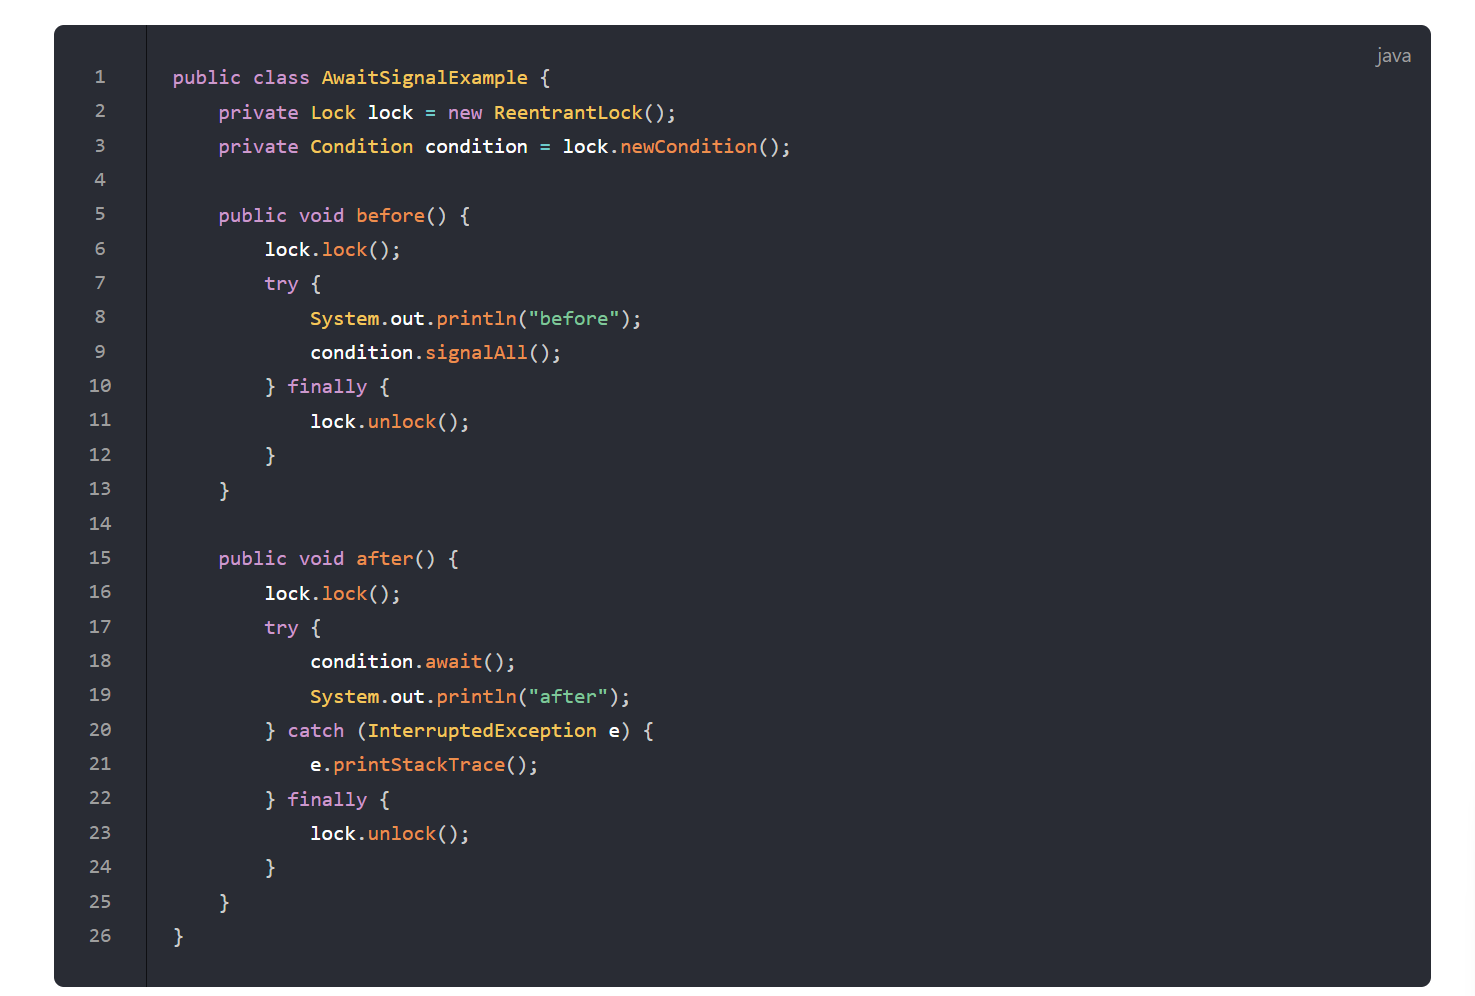 java
1 public class AwaitSignalExample {
2     private Lock lock = new ReentrantLock();
3     private Condition condition = lock.newCondition();
4
5     public void before() {
6         lock.lock();
7         try {
8             System.out.println("before");
9             condition.signalAll();
10         } finally {
11             lock.unlock();
12         }
13     }
14
15     public void after() {
16         lock.lock();
17         try {
18             condition.await();
19             System.out.println("after");
20         } catch (InterruptedException e) {
21             e.printStackTrace();
22         } finally {
23             lock.unlock();
24         }
25     }
26 }